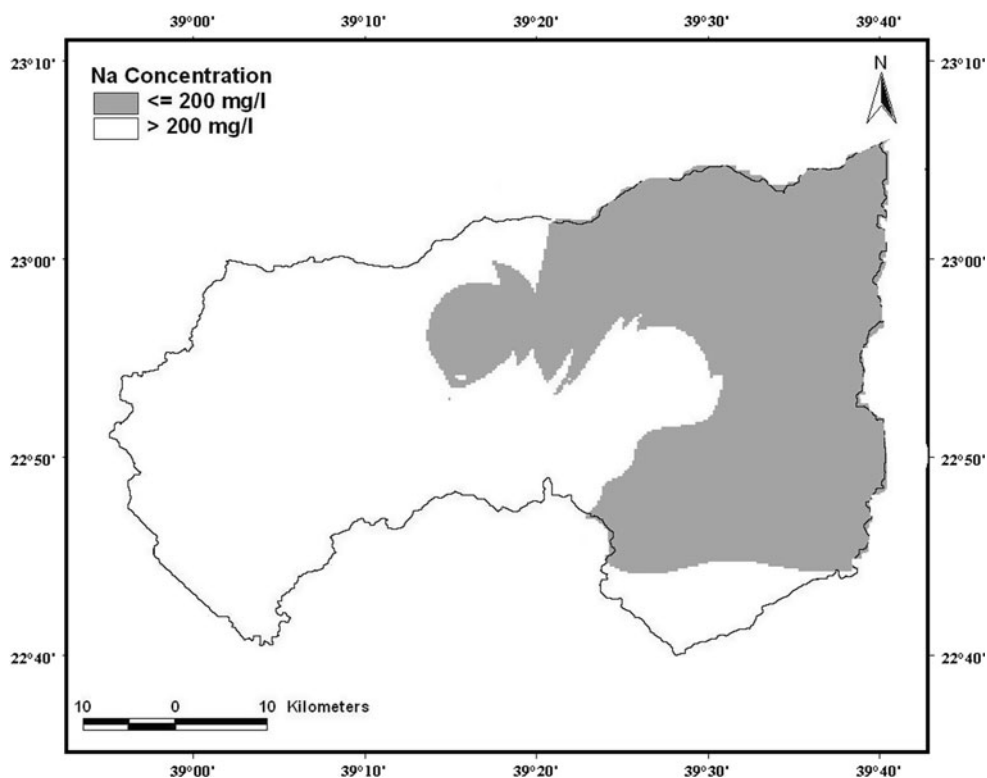 39°00' 39°10' 39°20' 39°30' 39°40'
23°10' 23°10'
Na Concentration
<= 200 mg/l
> 200 mg/l
N
23°00' 23°00'
22°50' 22°50'
22°40' 22°40'
10 0 10 Kilometers
39°00' 39°10' 39°20' 39°30' 39°40'